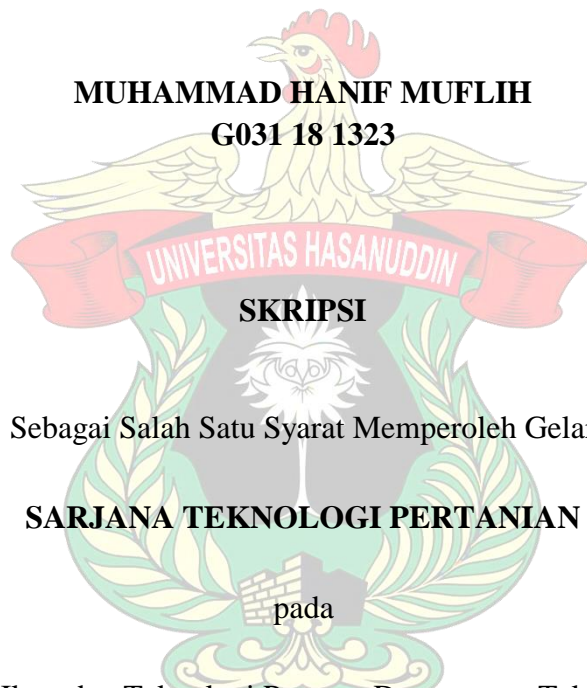 MUHAMMAD HANIF MUFLIH
G031 18 1323
UNIVERSITAS HASANUDDIN
SKRIPSI
Sebagai Salah Satu Syarat Memperoleh Gelar
SARJANA TEKNOLOGI PERTANIAN
pada